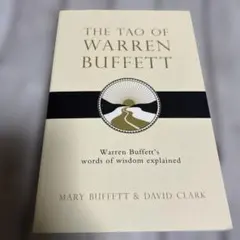 THE TAO OF
WARREN
BUFFETT
Warren Buffett's
words of wisdom explained
MARY BUFFETT & DAVID CLARK